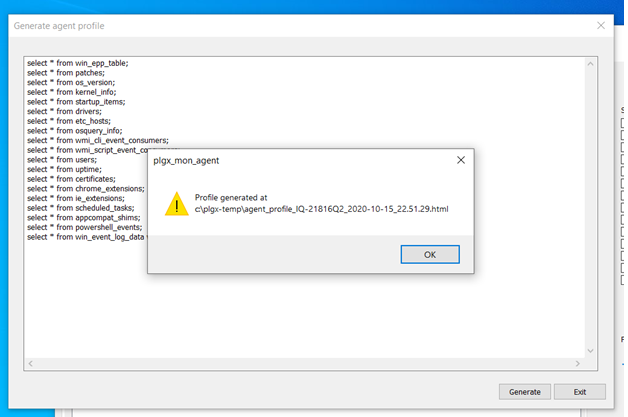 Generate agent profile
select * from win_epp_table;
select * from patches;
select * from os_version;
select * from kernel_info;
select * from startup_items;
select * from drivers;
select * from etc_hosts;
select * from osquery_info;
select * from wmi_cli_event_consumers;
select * from wmi_script_event_consumers;
select * from users;
select * from uptime;
select * from certificates;
select * from chrome_extensions;
select * from ie_extensions;
select * from scheduled_tasks;
select * from appcompat_shims;
select * from powershell_events;
select * from win_event_log_data
plgx_mon_agent
Profile generated at
c:\plgx-temp\agent_profile_IQ-21816Q2_2020-10-15_22.51.29.html
OK
Generate
Exit